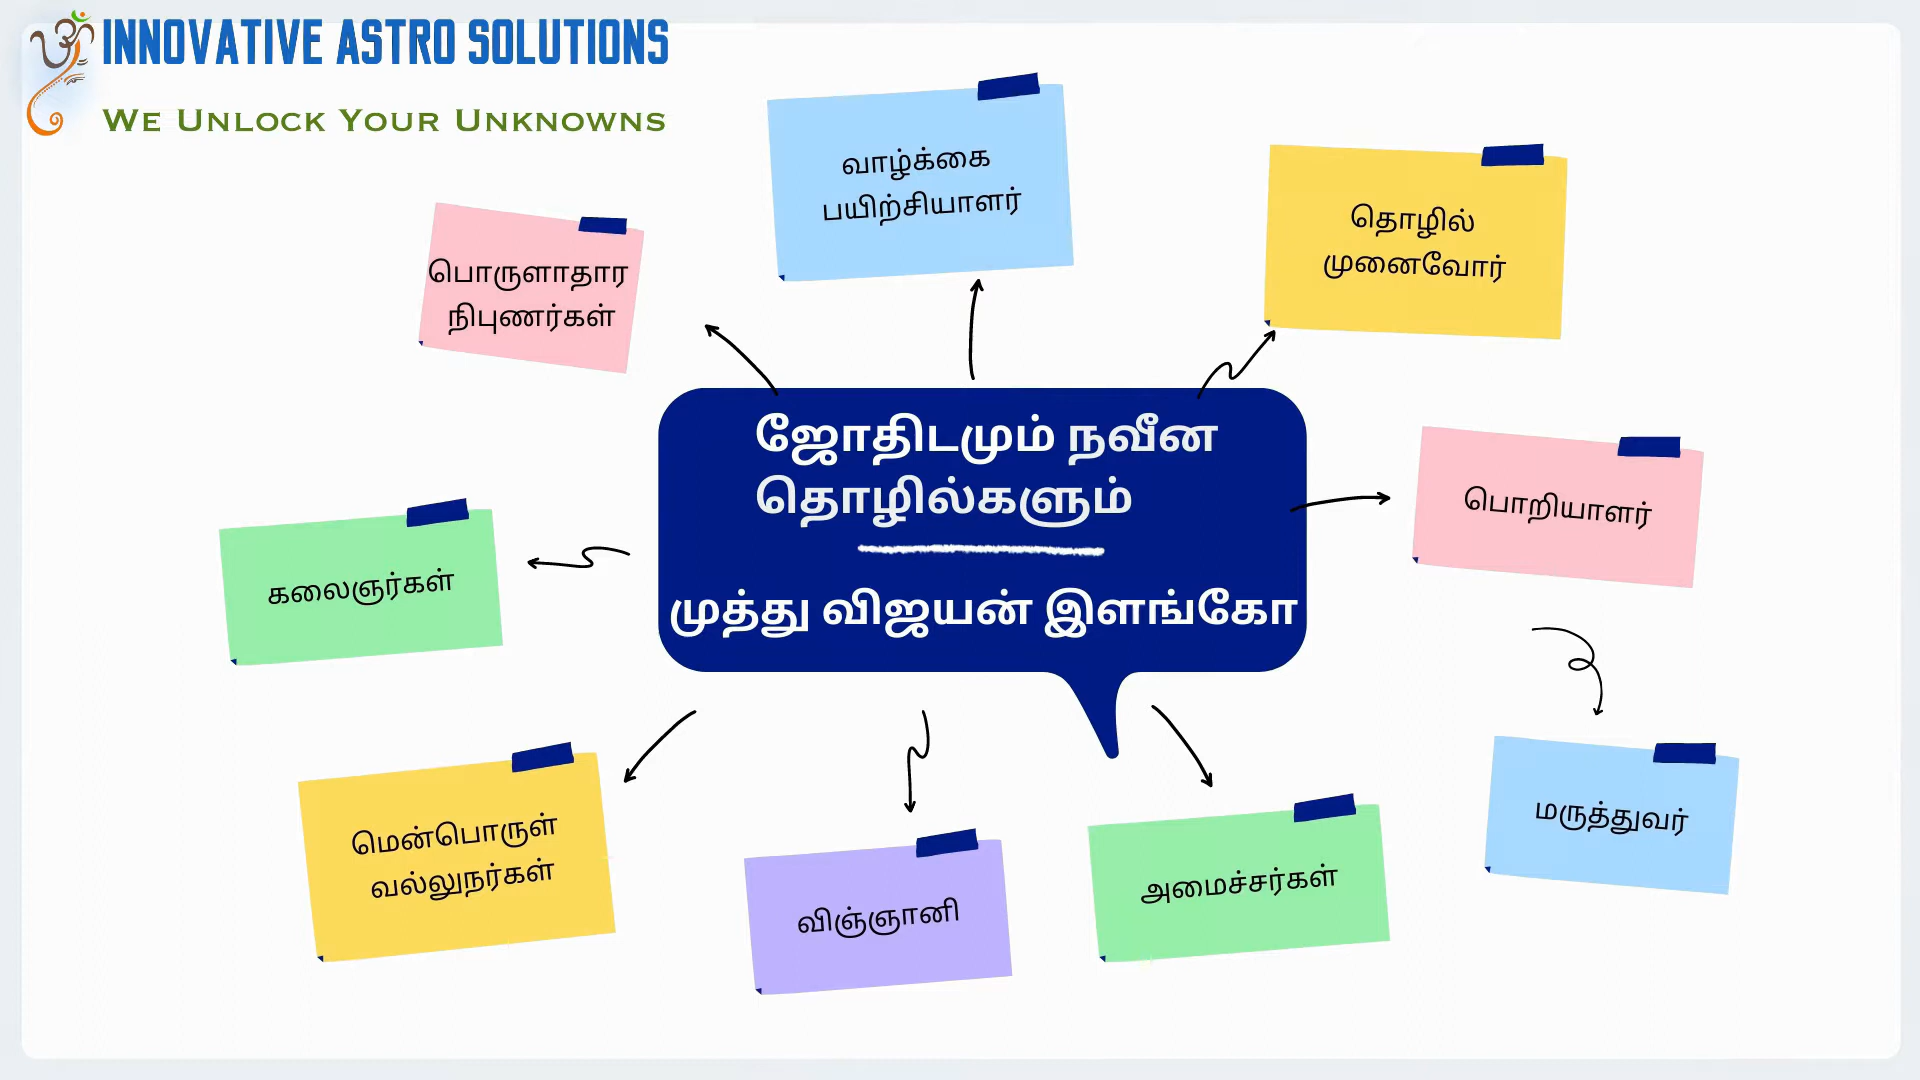 INNOVATIVE ASTRO SOLUTIONS
WE UNLOCK YOUR UNKNOWNS
வாழ்க்கை
பயிற்சியாளர்
தொழில்
முனைவோர்
பொருளாதார
நிபுணர்கள்
ஜோதிடமும் நவீன
தொழில்களும்
முத்து விஜயன் இளங்கோ
பொறியாளர்
கலைஞர்கள்
மருத்துவர்
மென்பொருள்
வல்லுநர்கள்
விஞ்ஞானி
அமைச்சர்கள்